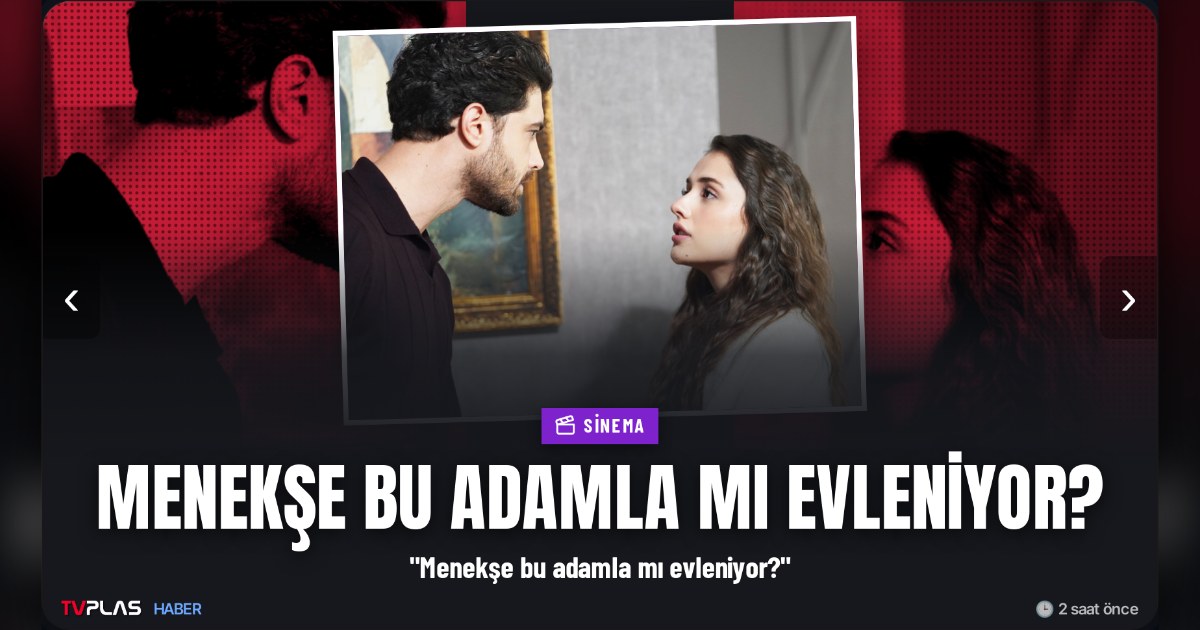 SİNEMA
MENEKŞE BU ADAMLA MI EVLENİYOR?
"Menekşe bu adamla mı evleniyor?"
TVPLAS HABER
2 saat önce